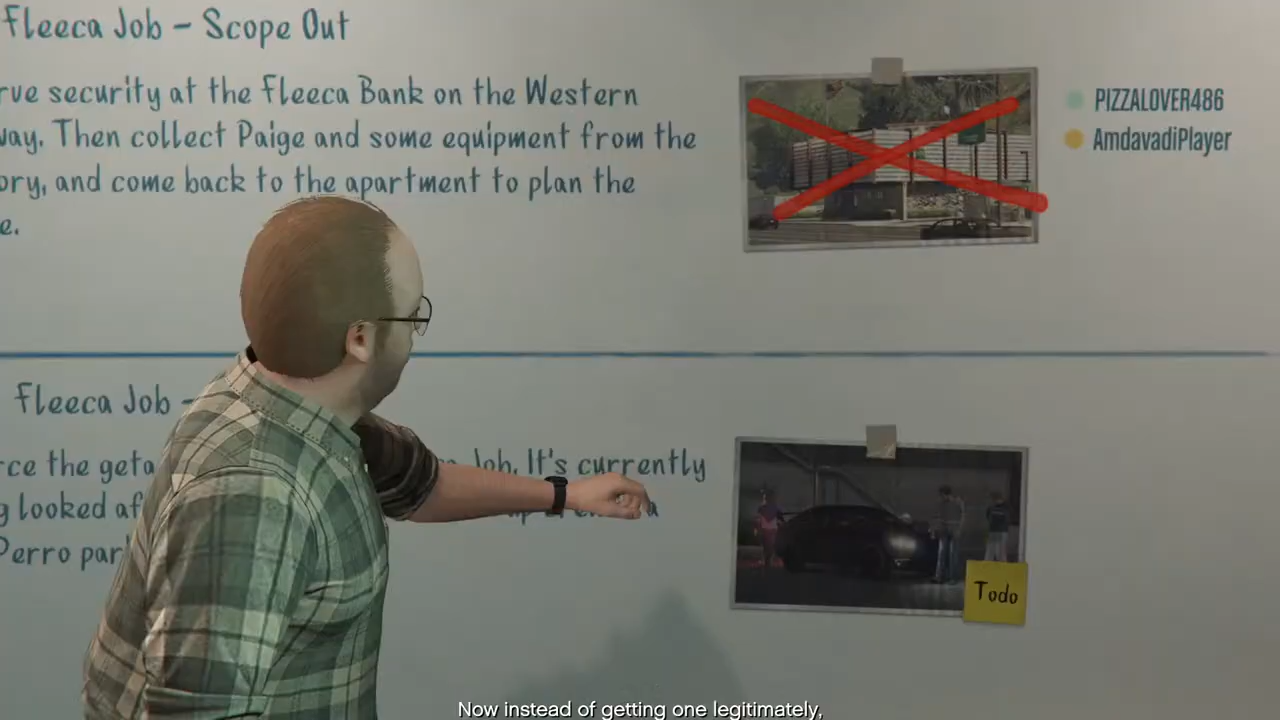 Fleeca Job - Scope Out
rve security at the Fleeca Bank on the Western
way. Then collect Paige and some equipment from the
ory, and come back to the apartment to plan the
e.
PIZZALOVER486
AmdavadiPlayer
Fleeca Job -
rce the geta Job. It's currently
g looked af
Perro par
Todo
Now instead of getting one legitimately,